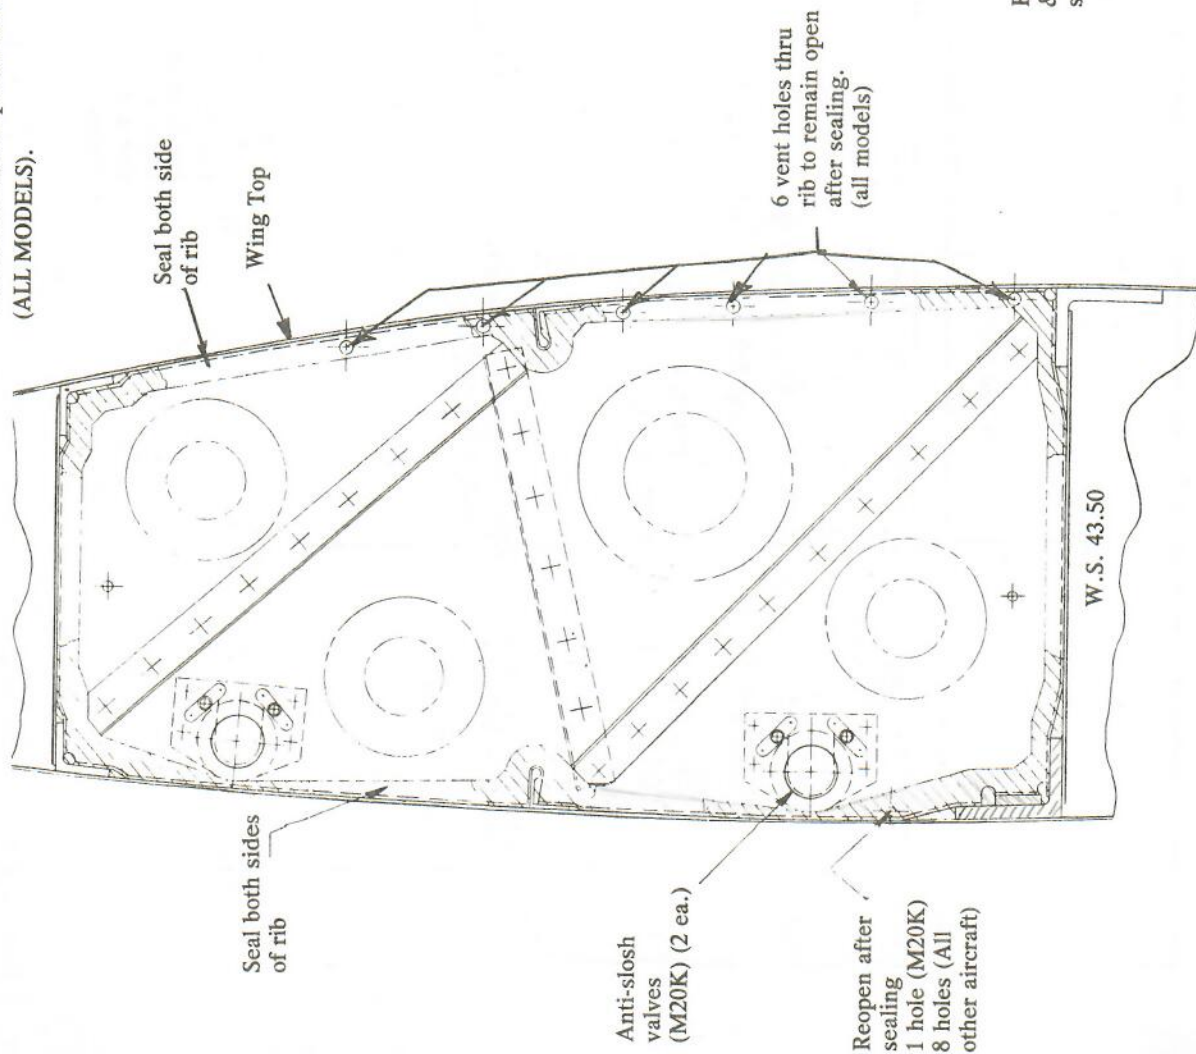 (ALL MODELS).
Seal both side
of rib
Wing Top
6 vent holes thru
rib to remain open
after sealing.
(all models)
Seal both sides
of rib
Anti-slosh
valves
(M20K) (2 ea.)
Reopen after
sealing
1 hole (M20K)
8 holes (All
other aircraft)
W.S. 43.50
&